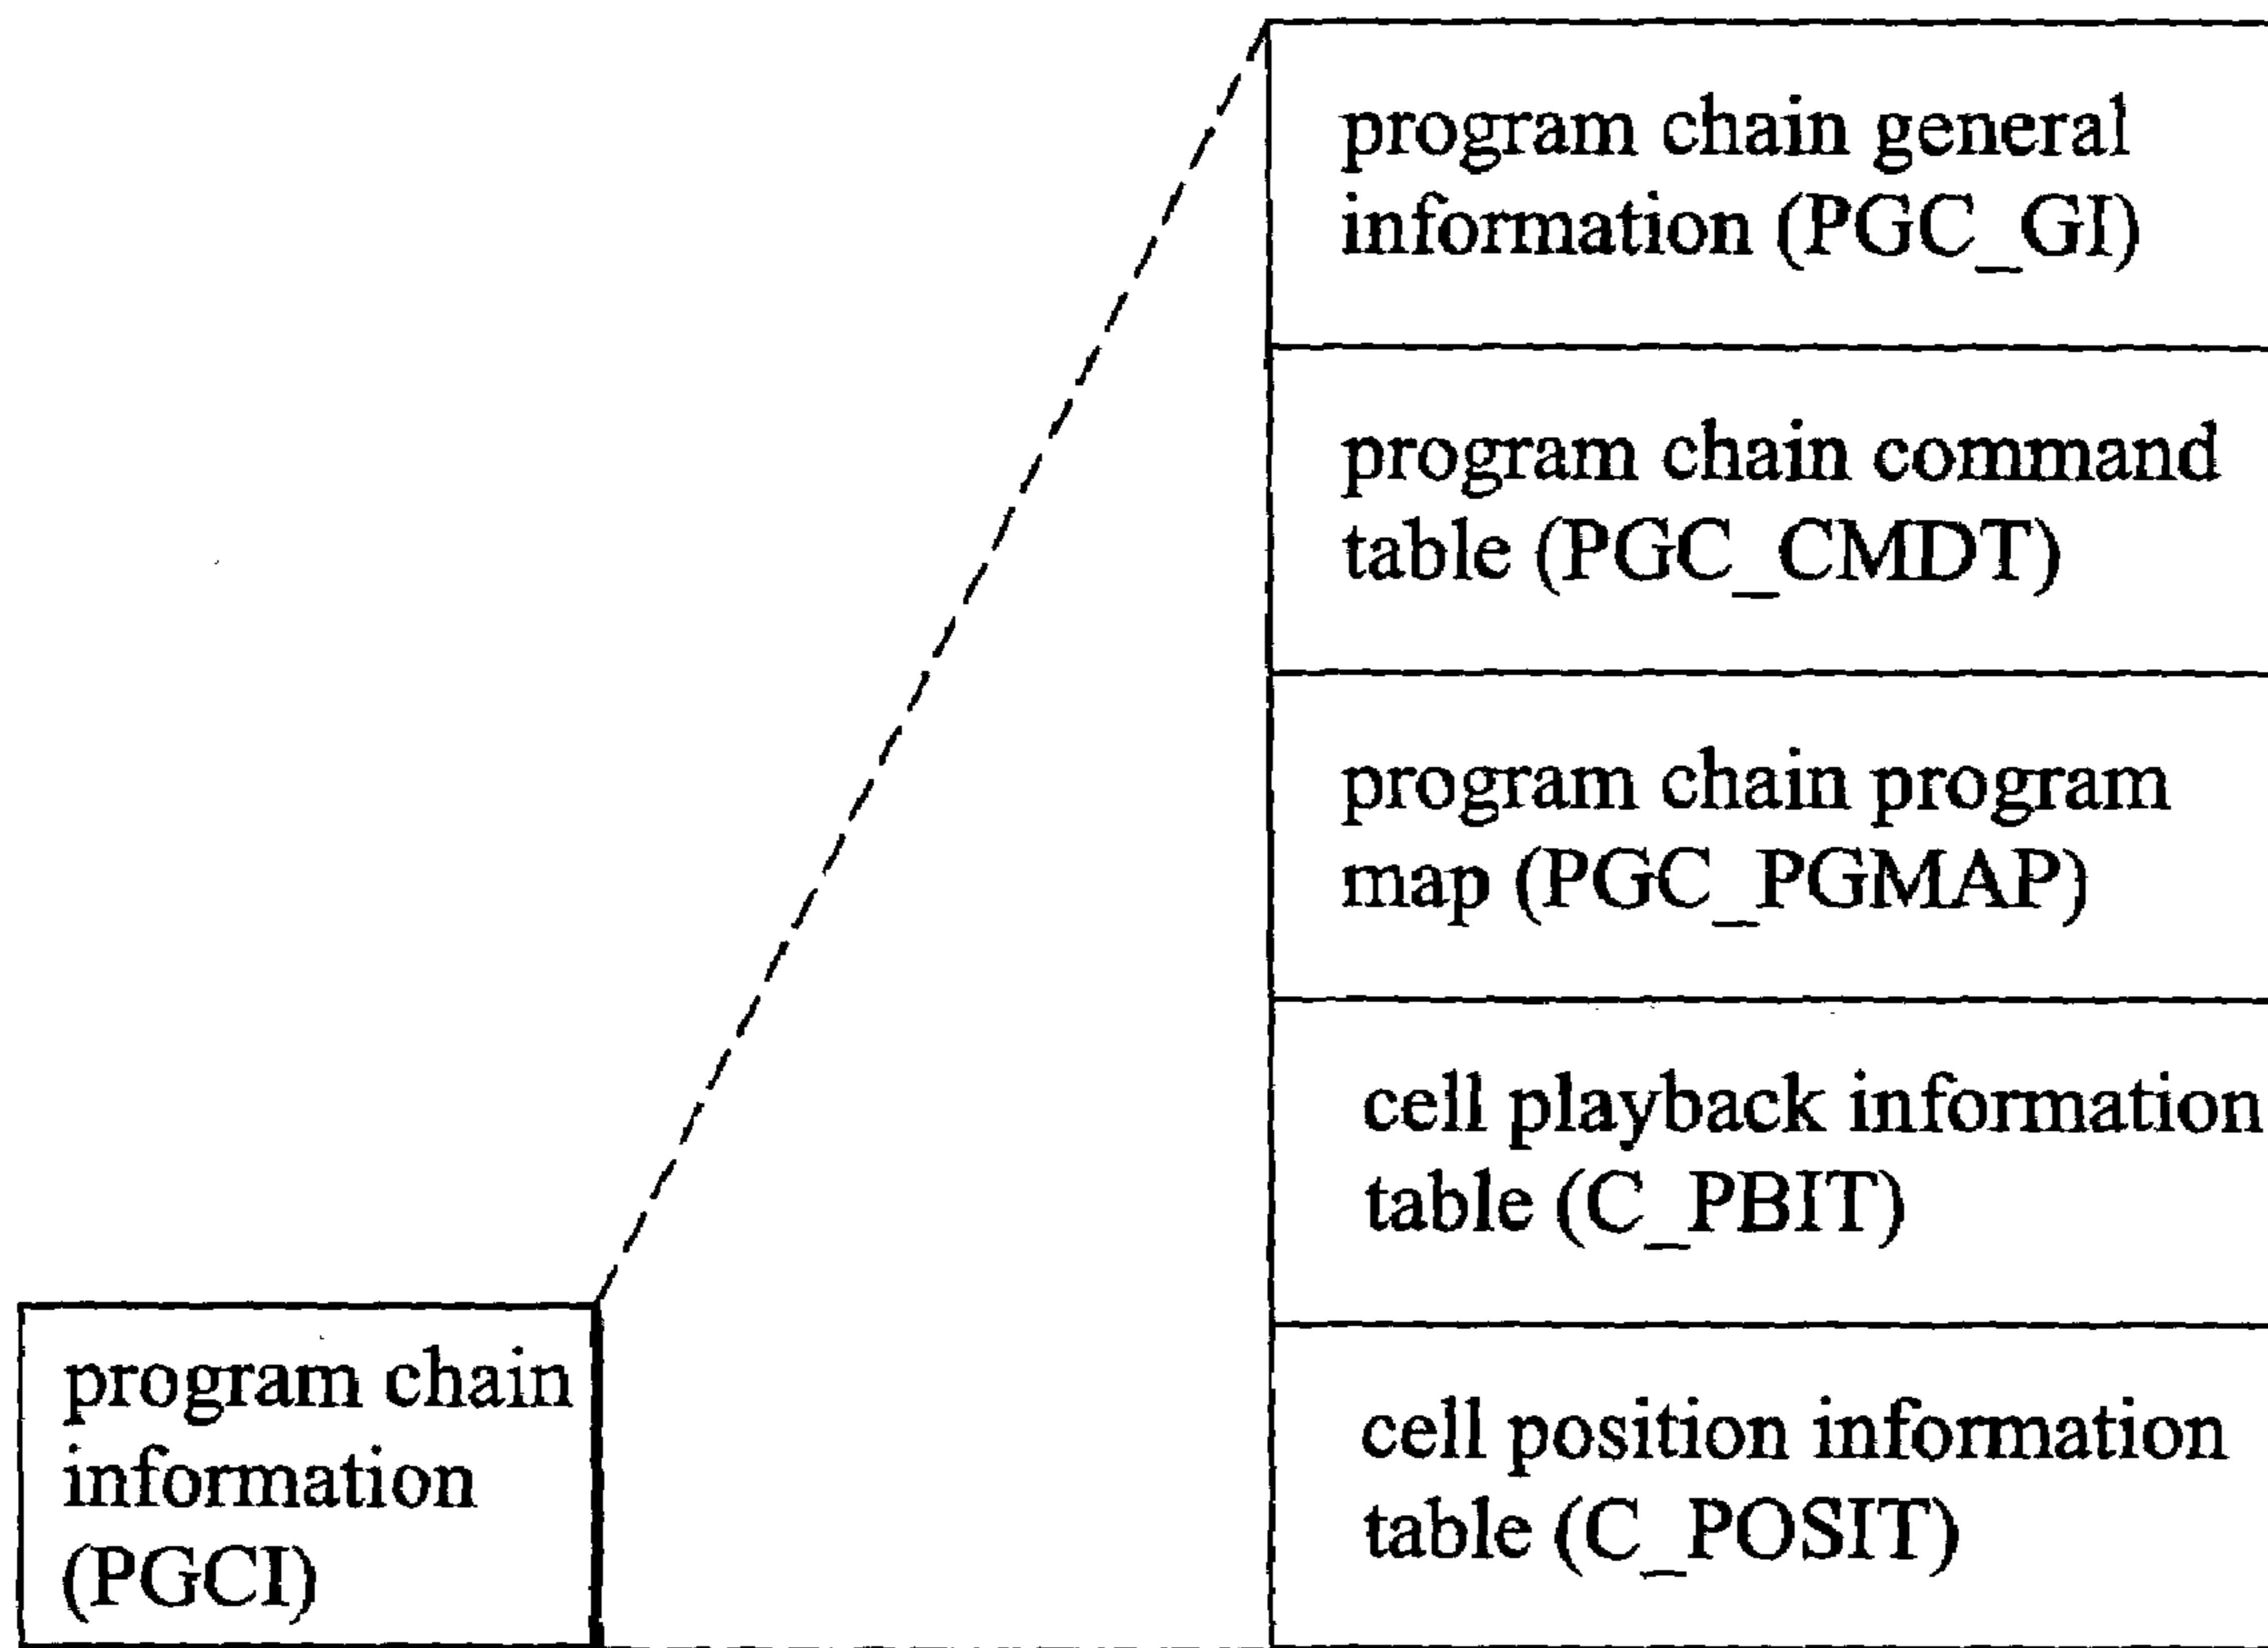 program chain general
information (PGC_GI)
program chain command
table (PGC_CMDT)
program chain program
map (PGC_PGMAP)
cell playback information
table (C_PBIT)
cell position information
table (C_POSIT)
program chain
information
(PGCI)